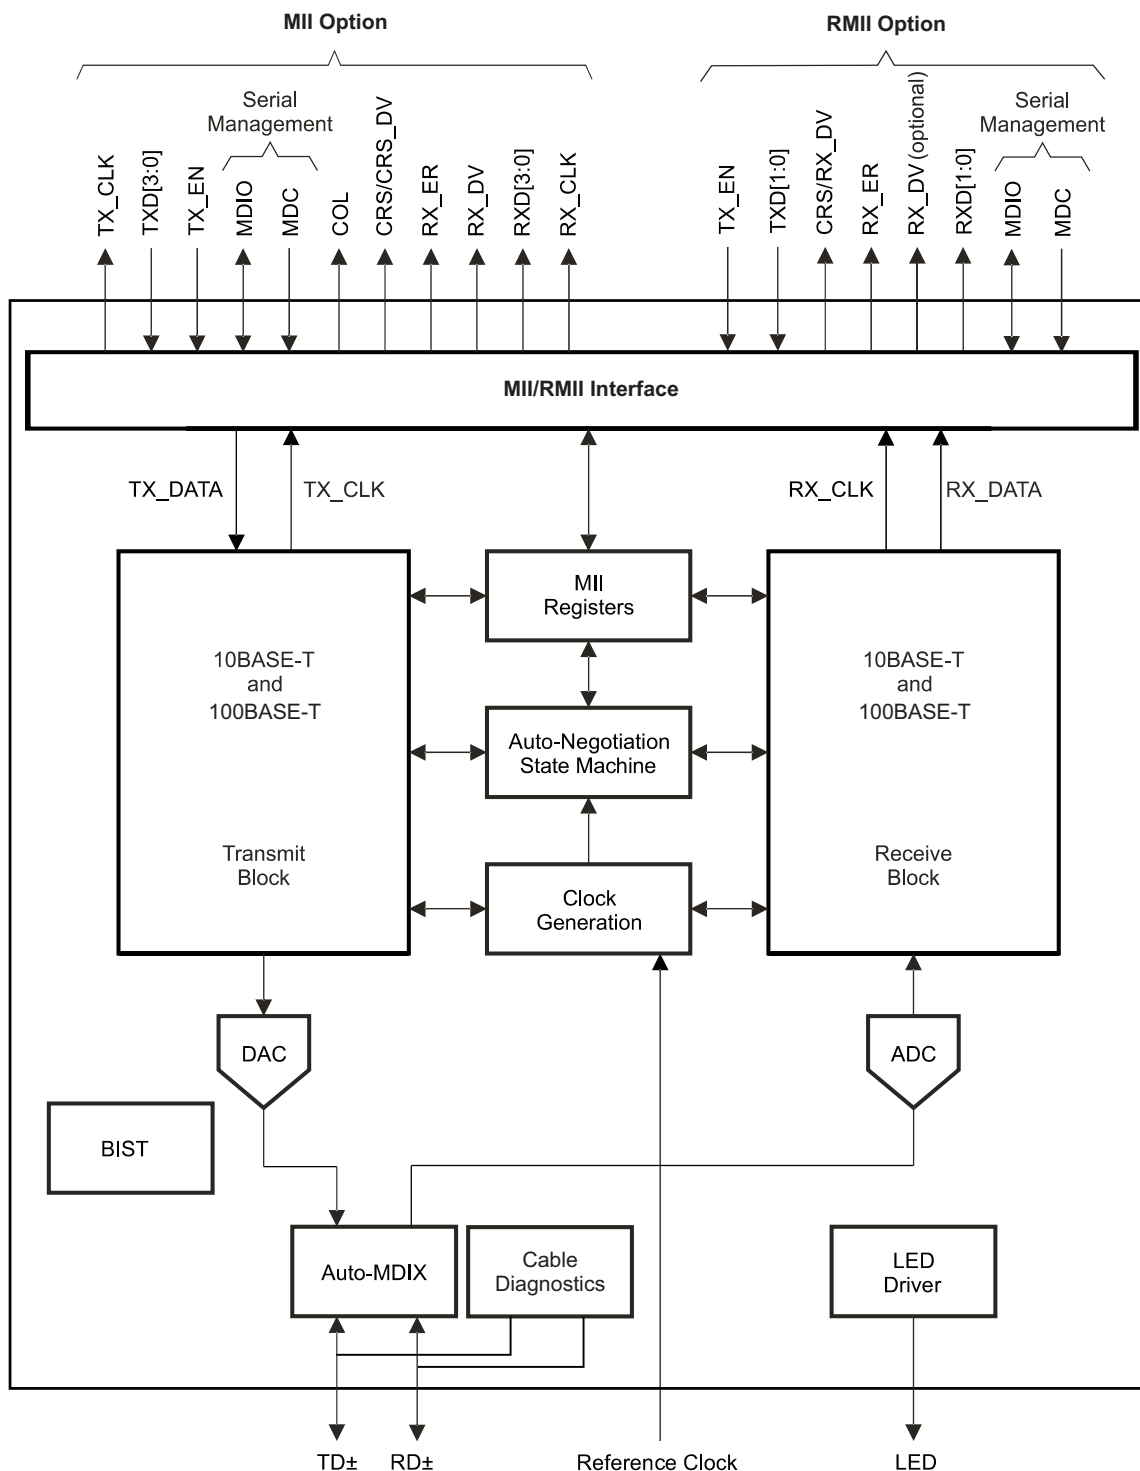 MII Option
RMII Option
Serial
Management
Serial
Management
TX_CLK
TXD[3:0]
TX_EN
MDIO
MDC
COL
CRS/CRS_DV
RX_ER
RX_DV
RXD[3:0]
RX_CLK
TX_EN
TXD[1:0]
CRS/RX_DV
RX_ER
RX_DV (optional)
RXD[1:0]
MDIO
MDC
MII/RMII Interface
TX_DATA
TX_CLK
RX_CLK
RX_DATA
10BASE-T
and
100BASE-T
Transmit
Block
MII
Registers
Auto-Negotiation
State Machine
Clock
Generation
10BASE-T
and
100BASE-T
Receive
Block
DAC
ADC
BIST
Auto-MDIX
Cable
Diagnostics
LED
Driver
TD±
RD±
Reference Clock
LED